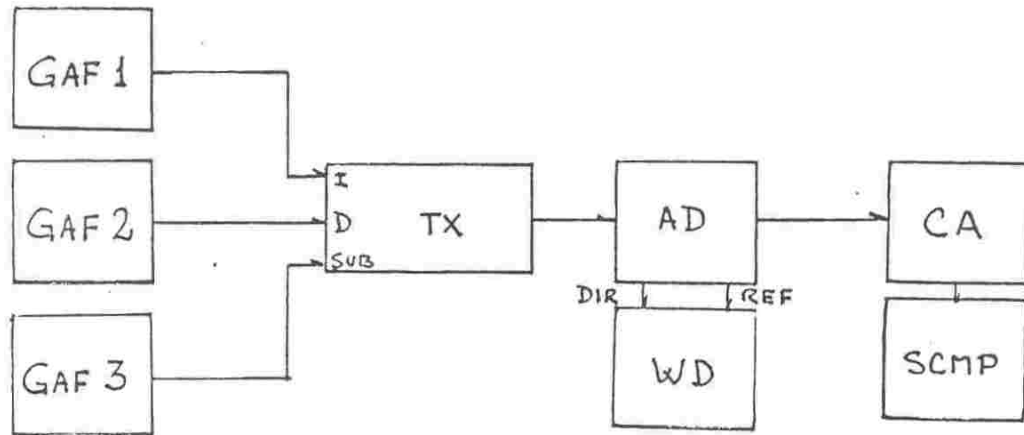 GAF 1
I
GAF 2
D
TX
AD
CA
SUB
DIR
REF
GAF 3
WD
SCMP